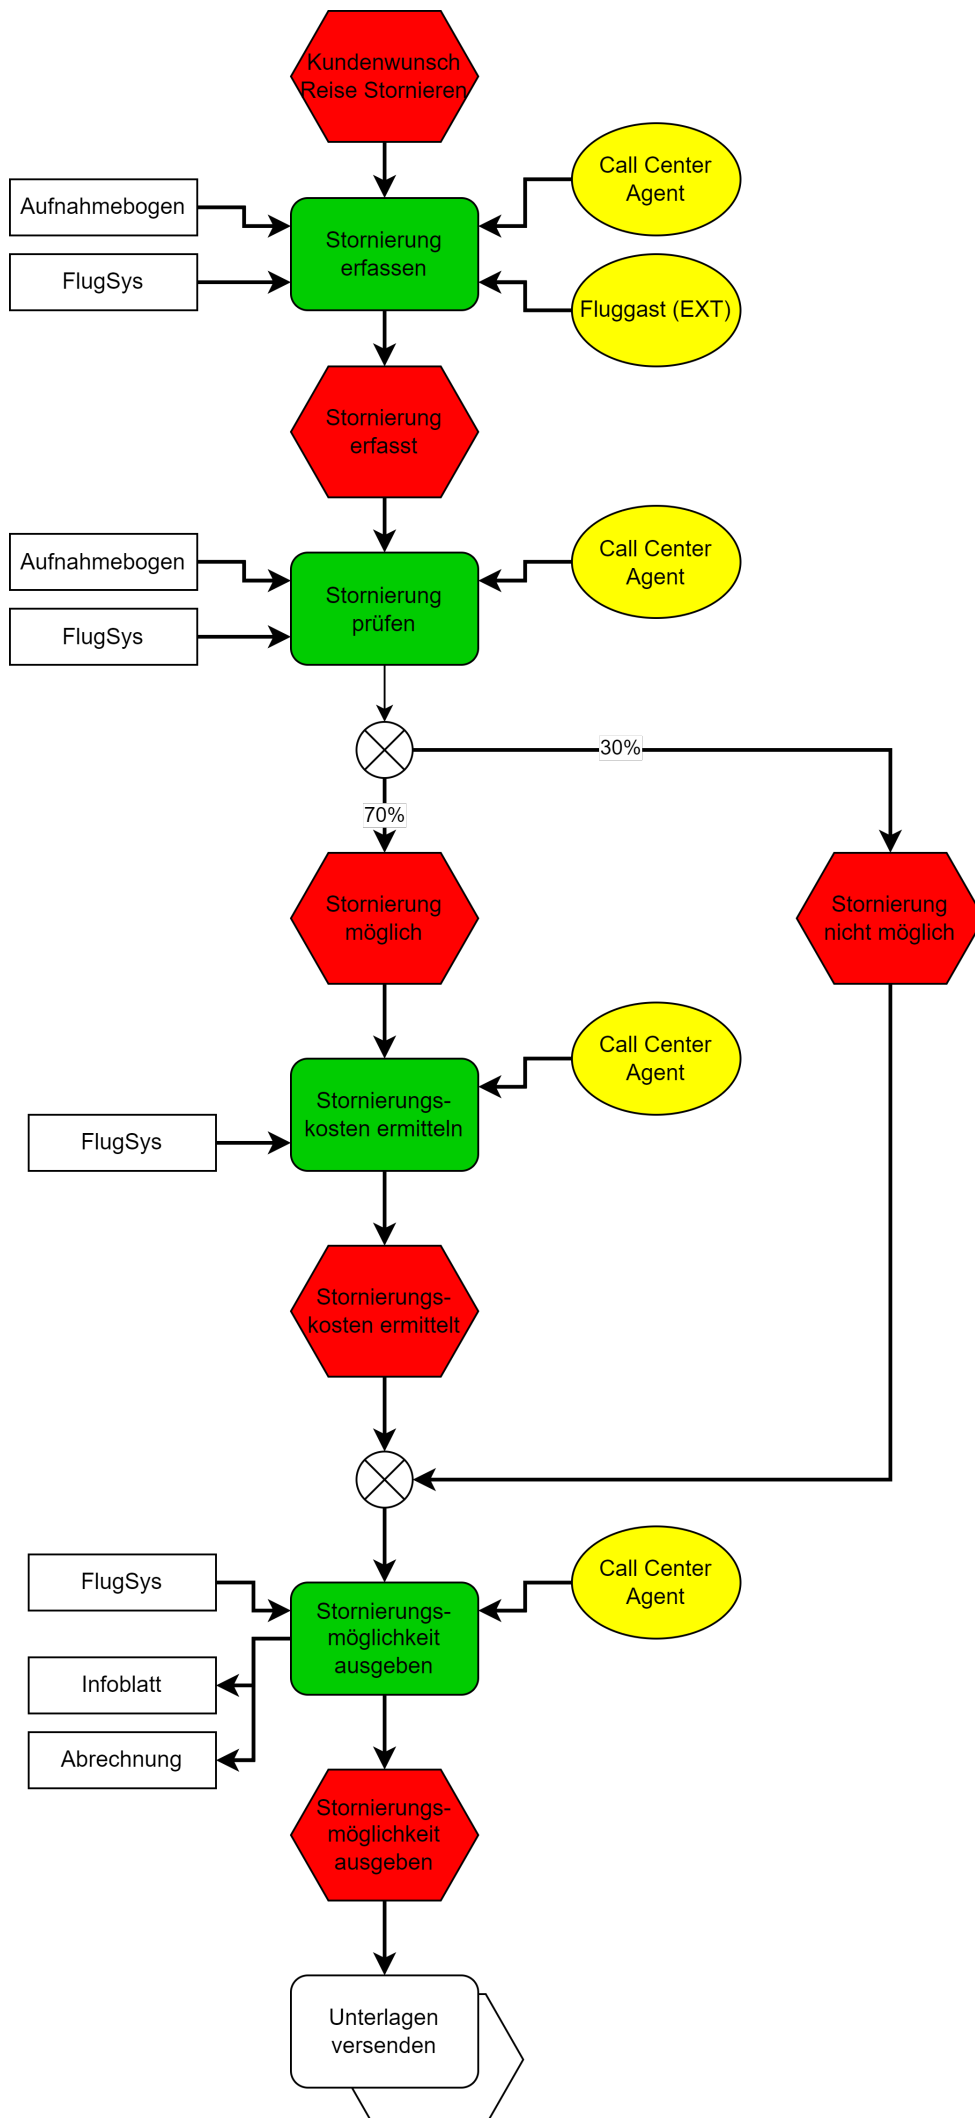 Kundenwunsch
Reise Stornieren
Call Center
Agent
Aufnahmebogen
Stornierung
erfassen
FlugSys
Fluggast (EXT)
Stornierung
erfasst
Aufnahmebogen
Call Center
Agent
Stornierung
prüfen
FlugSys
30%
70%
Stornierung
möglich
Stornierung
nicht möglich
Call Center
Agent
Stornierungs-
kosten ermitteln
FlugSys
Stornierungs-
kosten ermittelt
FlugSys
Call Center
Agent
Stornierungs-
möglichkeit
ausgeben
Infoblatt
Abrechnung
Stornierungs-
möglichkeit
ausgeben
Unterlagen
versenden